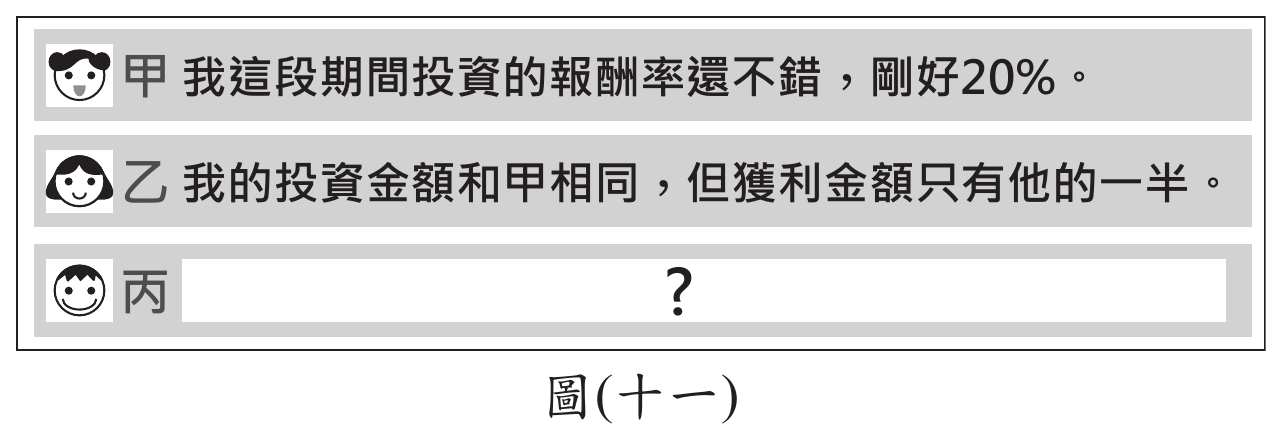 甲 我這段期間投資的報酬率還不錯，剛好20%。
乙 我的投資金額和甲相同，但獲利金額只有他的一半。
丙 ？
圖(十一)